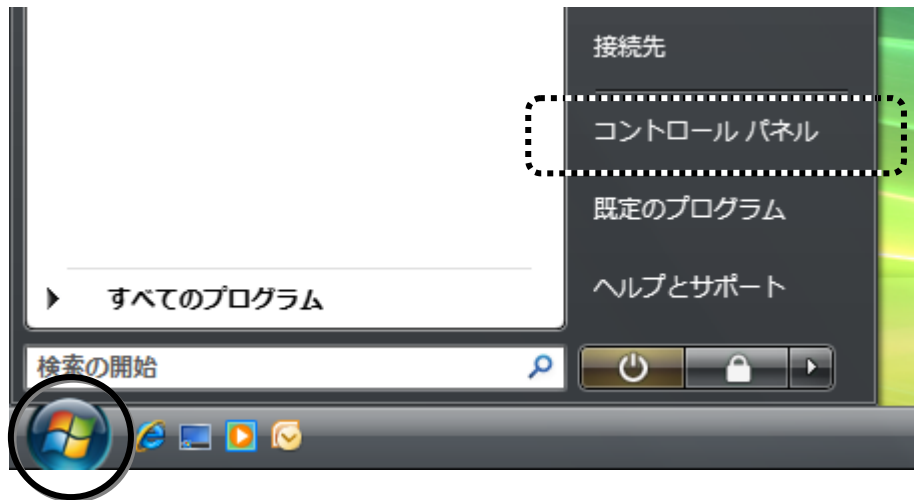 接続先
コントロール パネル
既定のプログラム
ヘルプとサポート
すべてのプログラム
検索の開始